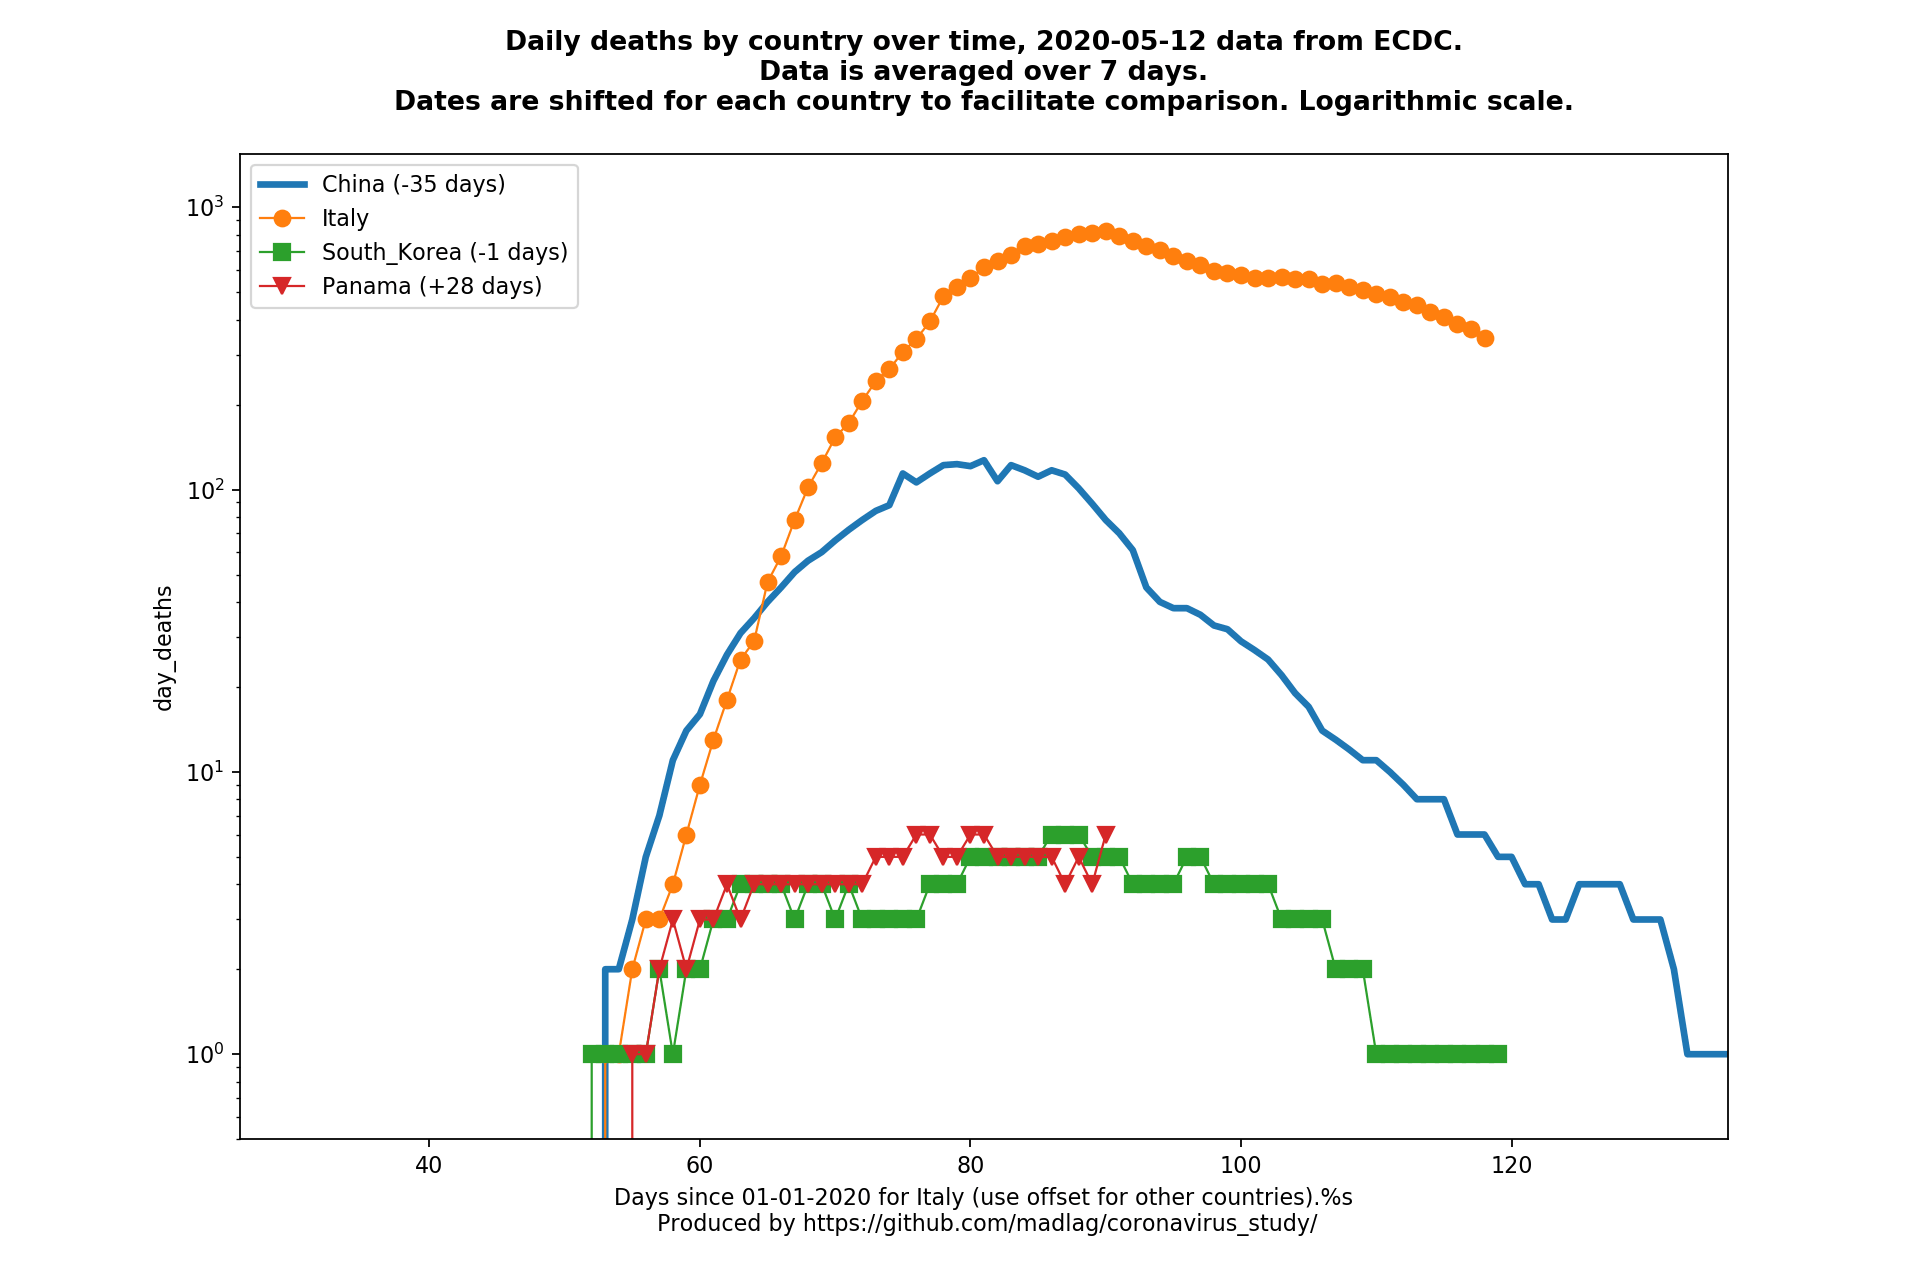 Daily deaths by country over time, 2020-05-12 data from ECDC.
Data is averaged over 7 days.
Dates are shifted for each country to facilitate comparison. Logarithmic scale.
China (-35 days)
Italy
South_Korea (-1 days)
Panama (+28 days)
10³
10²
10¹
10⁰
day_deaths
40 60 80 100 120
Days since 01-01-2020 for Italy (use offset for other countries).%s
Produced by https://github.com/madlag/coronavirus_study/